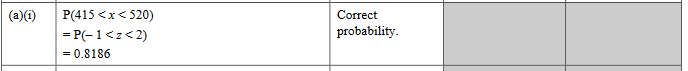 (a)(i) P(415 < x < 520) Correct
= P(– 1 < z < 2) probability.
= 0.8186